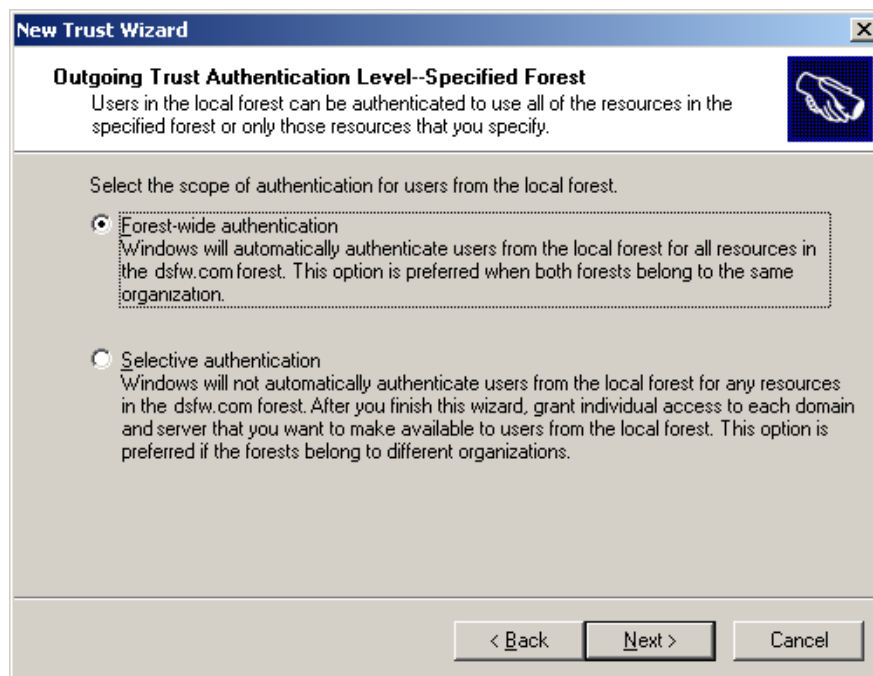 New Trust Wizard
Outgoing Trust Authentication Level--Specified Forest
Users in the local forest can be authenticated to use all of the resources in the
specified forest or only those resources that you specify.
Select the scope of authentication for users from the local forest.
Forest-wide authentication
Windows will automatically authenticate users from the local forest for all resources in
the dsfw.com forest. This option is preferred when both forests belong to the same
organization.
Selective authentication
Windows will not automatically authenticate users from the local forest for any resources
in the dsfw.com forest. After you finish this wizard, grant individual access to each domain
and server that you want to make available to users from the local forest. This option is
preferred if the forests belong to different organizations.
< Back
Next >
Cancel